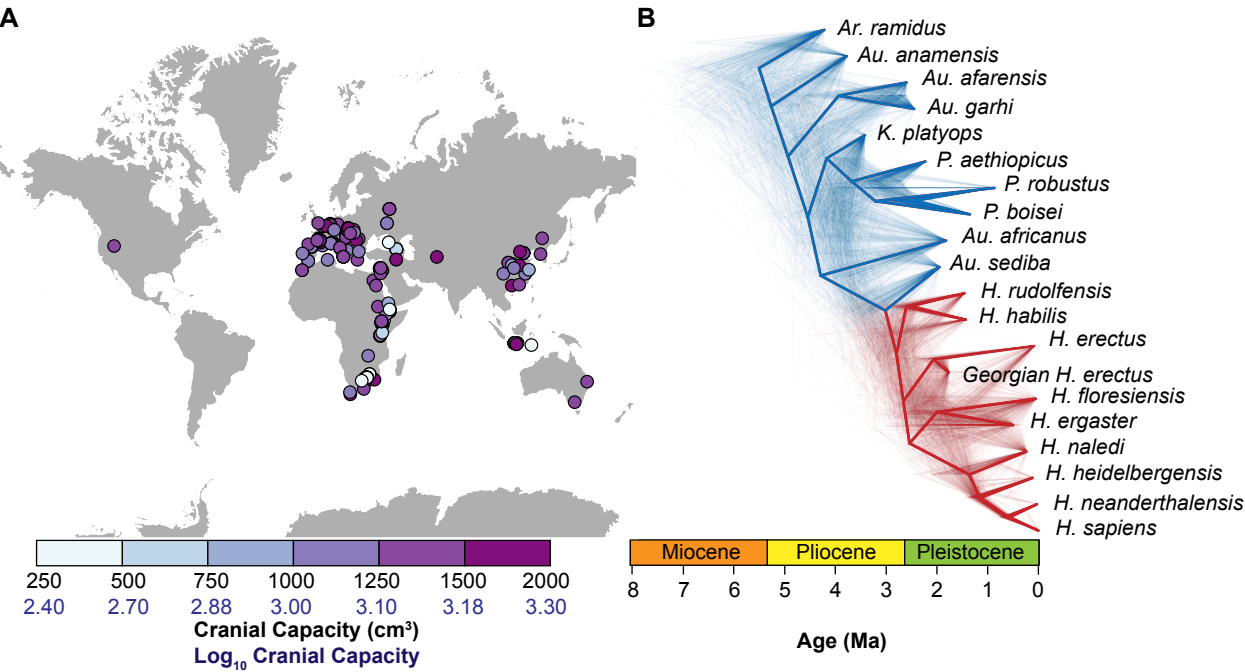 A
250 500 750 1000 1250 1500 2000
2.40 2.70 2.88 3.00 3.10 3.18 3.30
Cranial Capacity (cm³)
Log₁₀ Cranial Capacity
B
Ar. ramidus
Au. anamensis
Au. afarensis
Au. garhi
K. platyops
P. aethiopicus
P. robustus
P. boisei
Au. africanus
Au. sediba
H. rudolfensis
H. habilis
H. erectus
Georgian H. erectus
H. floresiensis
H. ergaster
H. naledi
H. heidelbergensis
H. neanderthalensis
H. sapiens
Miocene Pliocene Pleistocene
8 7 6 5 4 3 2 1 0
Age (Ma)